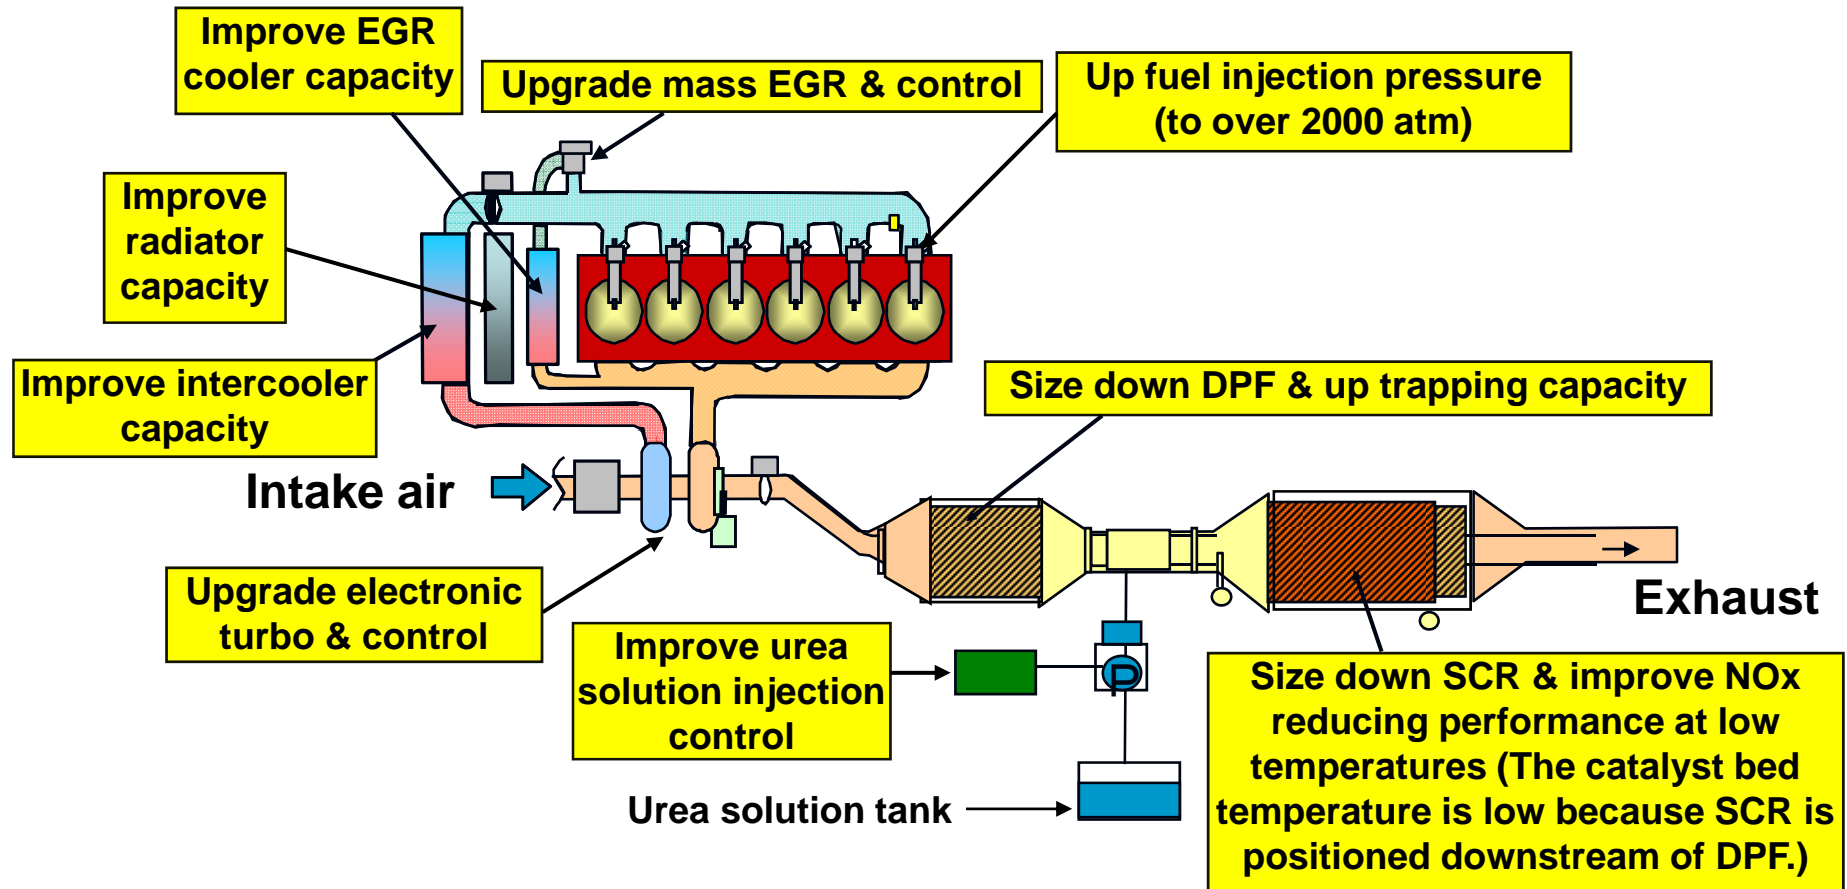 Improve EGR
cooler capacity
Upgrade mass EGR & control
Up fuel injection pressure
(to over 2000 atm)
Improve
radiator
capacity
Improve intercooler
capacity
Size down DPF & up trapping capacity
Intake air
Upgrade electronic
turbo & control
Improve urea
solution injection
control
P
Urea solution tank
Exhaust
Size down SCR & improve NOx
reducing performance at low
temperatures (The catalyst bed
temperature is low because SCR is
positioned downstream of DPF.)